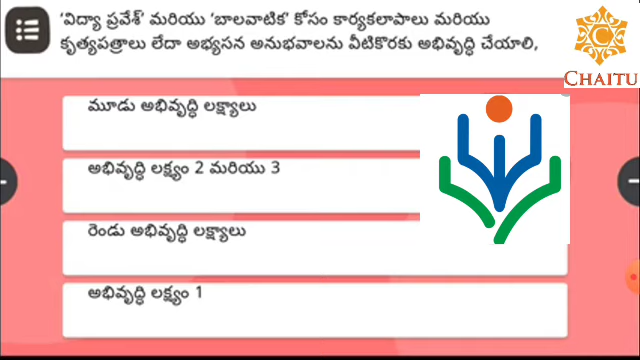 'విద్యా ప్రవేశ్' మరియు 'బాలవాటిక' కోసం కార్యకలాపాలు మరియు
కృత్యపత్రాలు లేదా అభ్యసన అనుభవాలను వీటికొరకు అభివృద్ధి చేయాలి,
CHAITU
మూడు అభివృద్ధి లక్ష్యాలు
అభివృద్ధి లక్ష్యం 2 మరియు 3
రెండు అభివృద్ధి లక్ష్యాలు
అభివృద్ధి లక్ష్యం 1